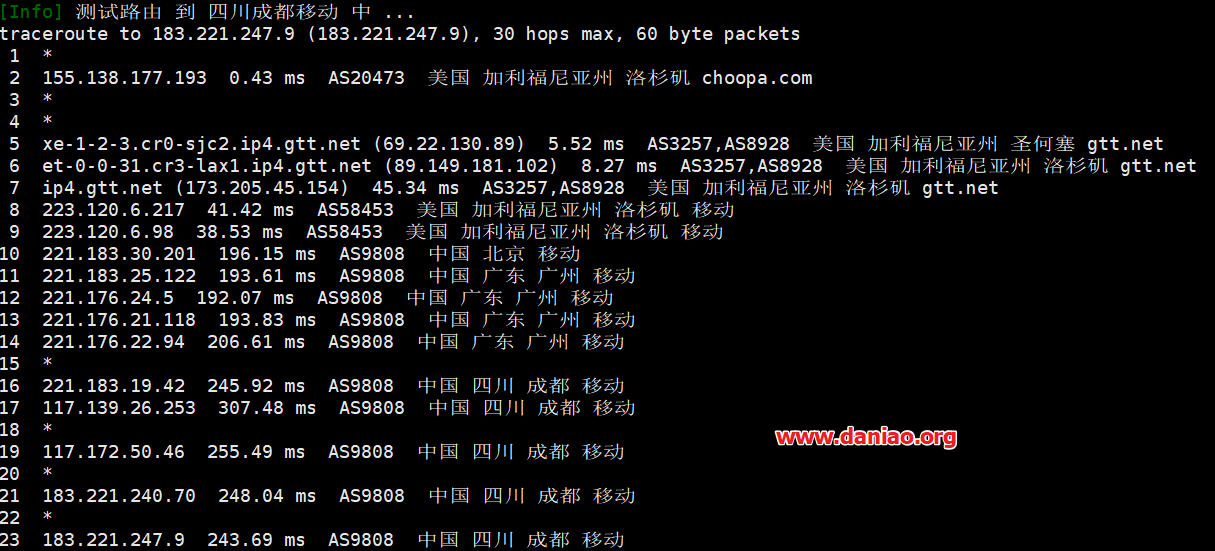 [Info] 测试路由 到 四川成都移动 中 ...
traceroute to 183.221.247.9 (183.221.247.9), 30 hops max, 60 byte packets
1 *
2 155.138.177.193 0.43 ms AS20473 美国 加利福尼亚州 洛杉矶 choopa.com
3 *
4 *
5 xe-1-2-3.cr0-sjc2.ip4.gtt.net (69.22.130.89) 5.52 ms AS3257,AS8928 美国 加利福尼亚州 圣何塞 gtt.net
6 et-0-0-31.cr3-lax1.ip4.gtt.net (89.149.181.102) 8.27 ms AS3257,AS8928 美国 加利福尼亚州 洛杉矶 gtt.net
7 ip4.gtt.net (173.205.45.154) 45.34 ms AS3257,AS8928 美国 加利福尼亚州 洛杉矶 gtt.net
8 223.120.6.217 41.42 ms AS58453 美国 加利福尼亚州 洛杉矶 移动
9 223.120.6.98 38.53 ms AS58453 美国 加利福尼亚州 洛杉矶 移动
10 221.183.30.201 196.15 ms AS9808 中国 北京 移动
11 221.183.25.122 193.61 ms AS9808 中国 广东 广州 移动
12 221.176.24.5 192.07 ms AS9808 中国 广东 广州 移动
13 221.176.21.118 193.83 ms AS9808 中国 广东 广州 移动
14 221.176.22.94 206.61 ms AS9808 中国 广东 广州 移动
15 *
16 221.183.19.42 245.92 ms AS9808 中国 四川 成都 移动
17 117.139.26.253 307.48 ms AS9808 中国 四川 成都 移动
18 *
www.daniao.org
19 117.172.50.46 255.49 ms AS9808 中国 四川 成都 移动
20 *
21 183.221.240.70 248.04 ms AS9808 中国 四川 成都 移动
22 *
23 183.221.247.9 243.69 ms AS9808 中国 四川 成都 移动